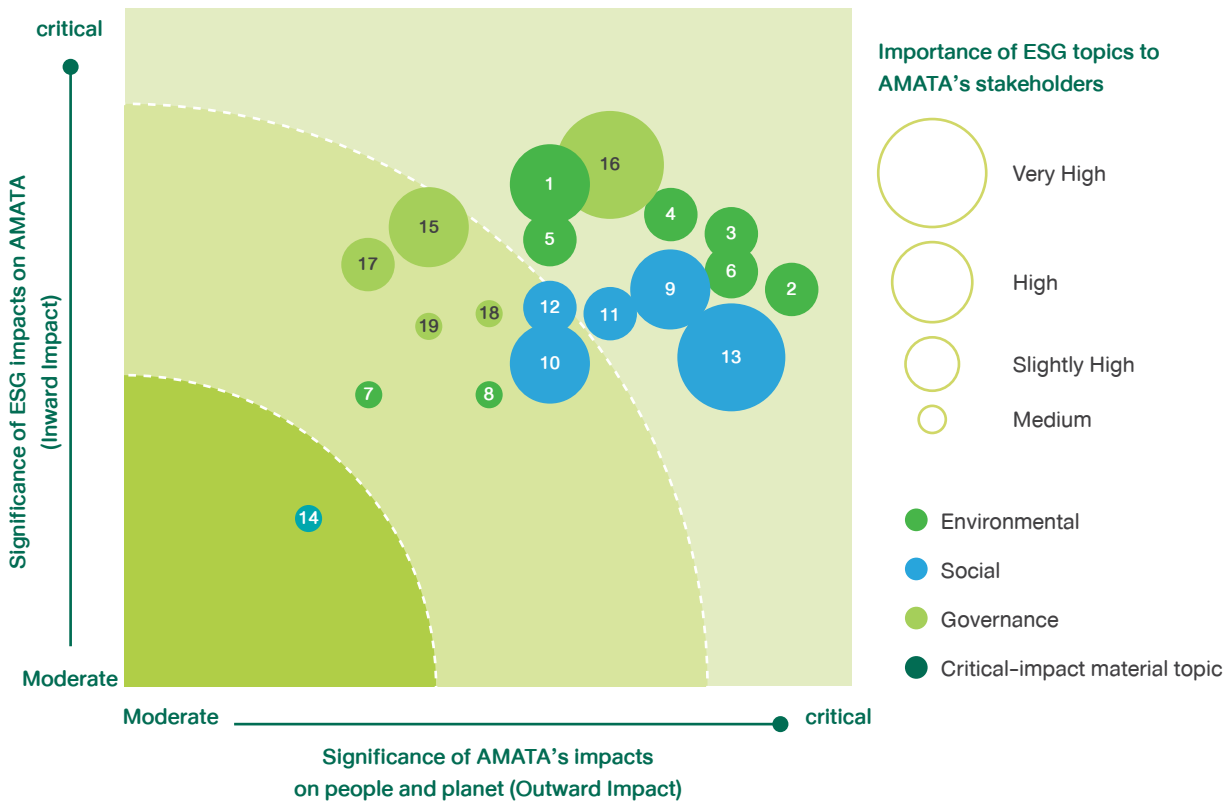 critical
Significance of ESG impacts on AMATA
(Inward Impact)
Moderate
16
1
4
15
3
5
17
6
9
2
12
18
11
19
13
10
7
8
14
Moderate
critical
Significance of AMATA's impacts
on people and planet (Outward Impact)
Importance of ESG topics to
AMATA's stakeholders
Very High
High
Slightly High
Medium
Environmental
Social
Governance
Critical-impact material topic